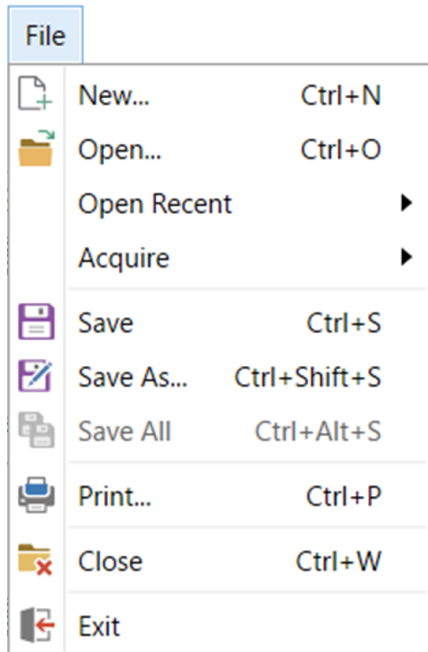 File
New... Ctrl+N
Open... Ctrl+O
Open Recent
Acquire
Save Ctrl+S
Save As... Ctrl+Shift+S
Save All Ctrl+Alt+S
Print... Ctrl+P
Close Ctrl+W
Exit